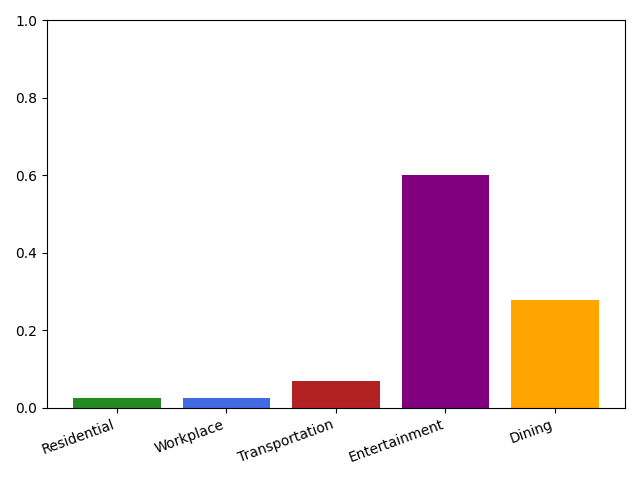 1.0
0.8
0.6
0.4
0.2
0.0
Residential
Workplace
Transportation
Entertainment
Dining